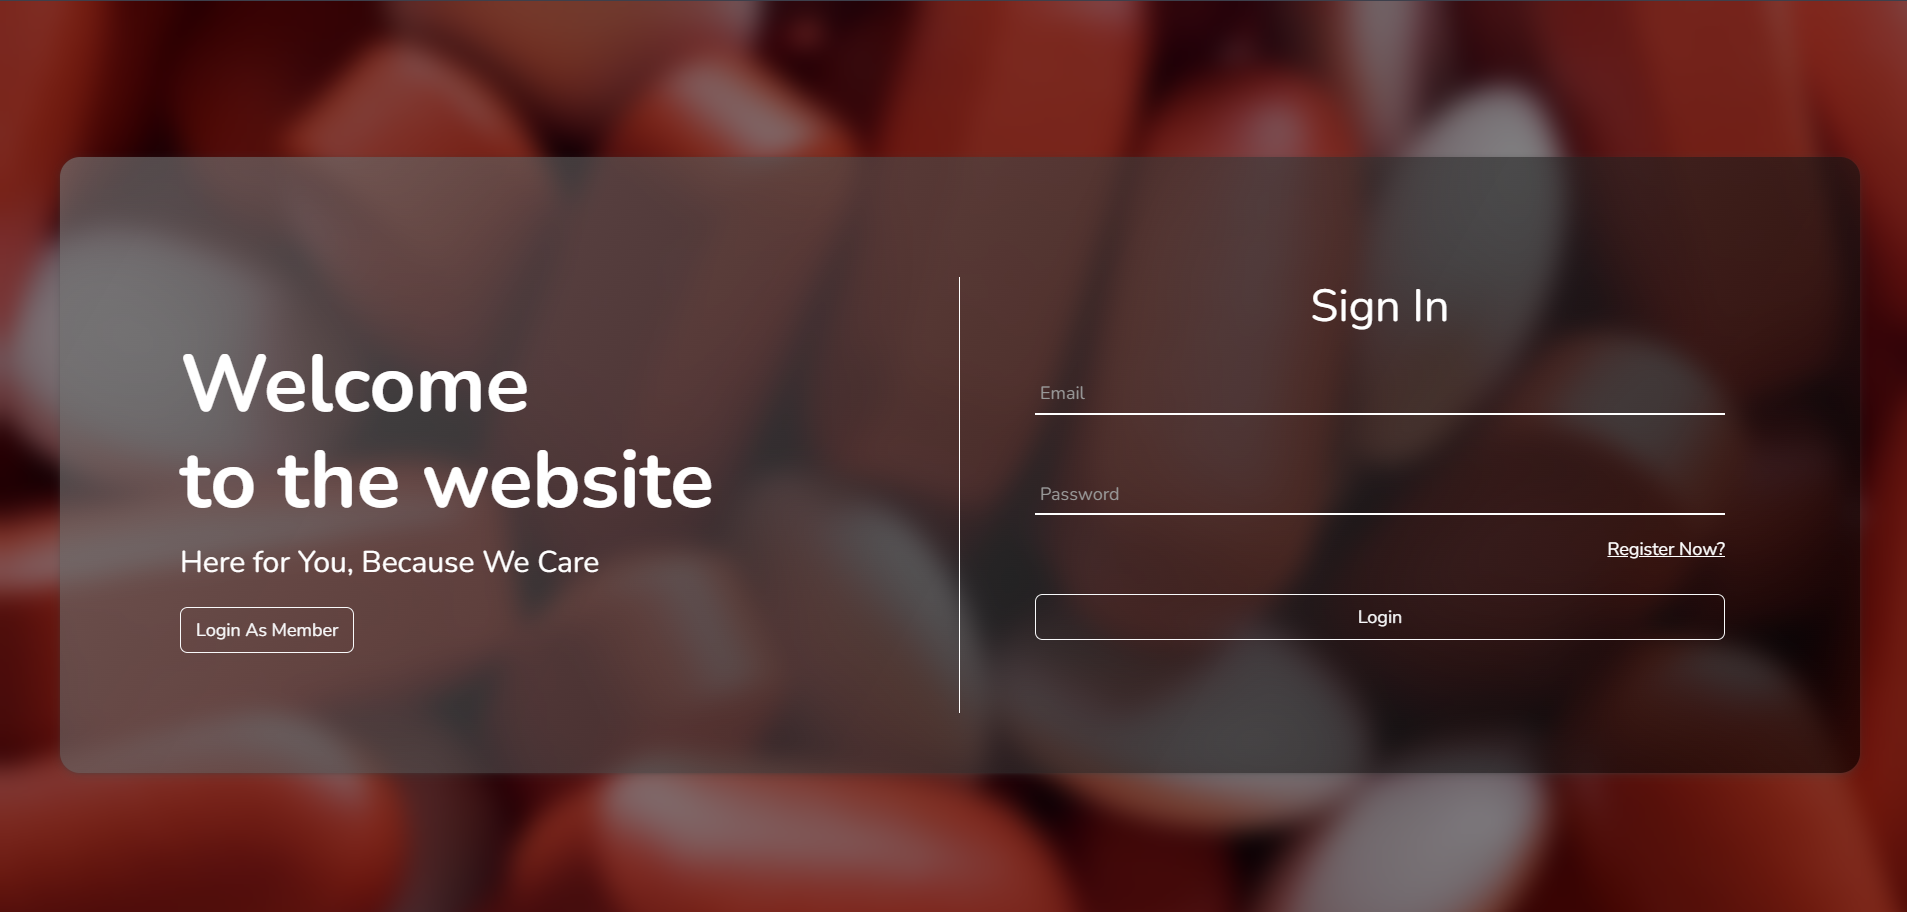 Welcome
to the website
Here for You, Because We Care
Login As Member
Sign In
Email
Password
Register Now?
Login